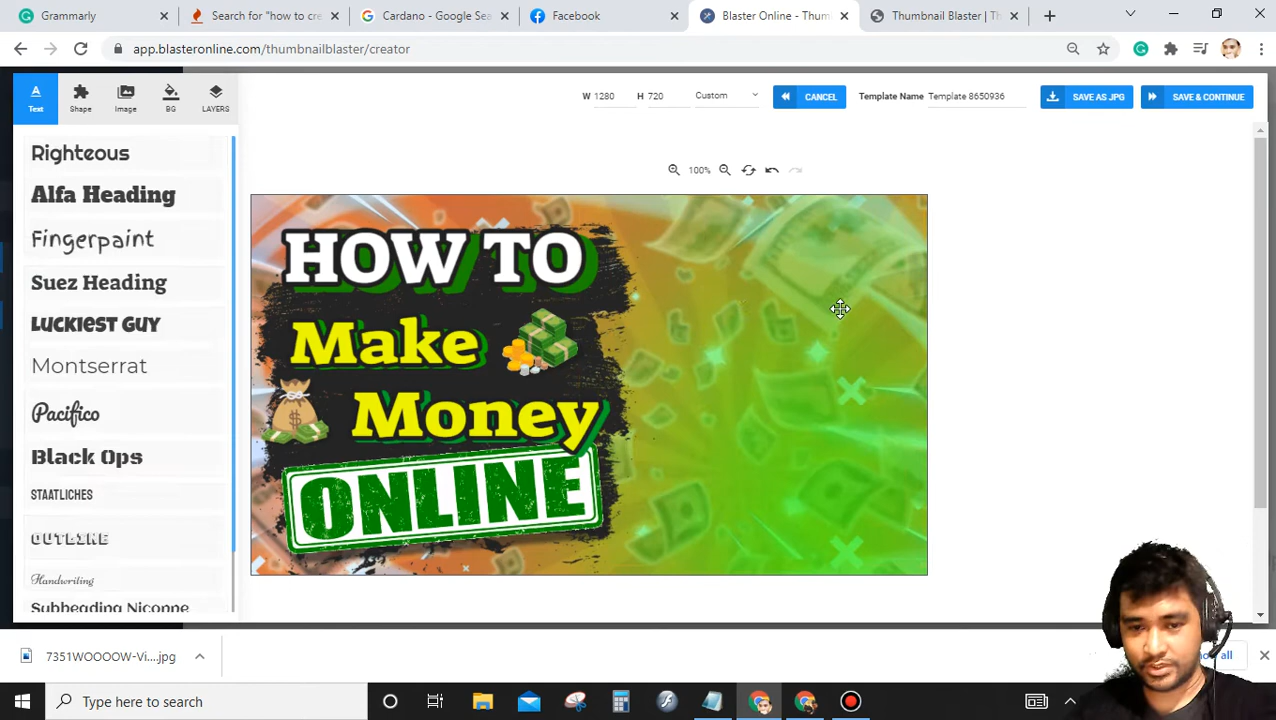 Grammarly
Search for "how to cre
Cardano - Google Sea
Facebook
Blaster Online - Thum
Thumbnail Blaster | Th
app.blasteronline.com/thumbnailblaster/creator
Text
Shape
Image
BG
LAYERS
W 1280 H 720 Custom
CANCEL
Template Name Template 8650936
SAVE AS JPG
SAVE & CONTINUE
100%
Righteous
Alfa Heading
Fingerpaint
Suez Heading
LUCKIEST GUY
Montserrat
Pacifico
Black Ops
STAATLICHES
OUTLINE
Handwriting
Subheading Nicoppe
HOW TO
Make
Money
ONLINE
7351WOOOOW-Vi....jpg
all
Type here to search